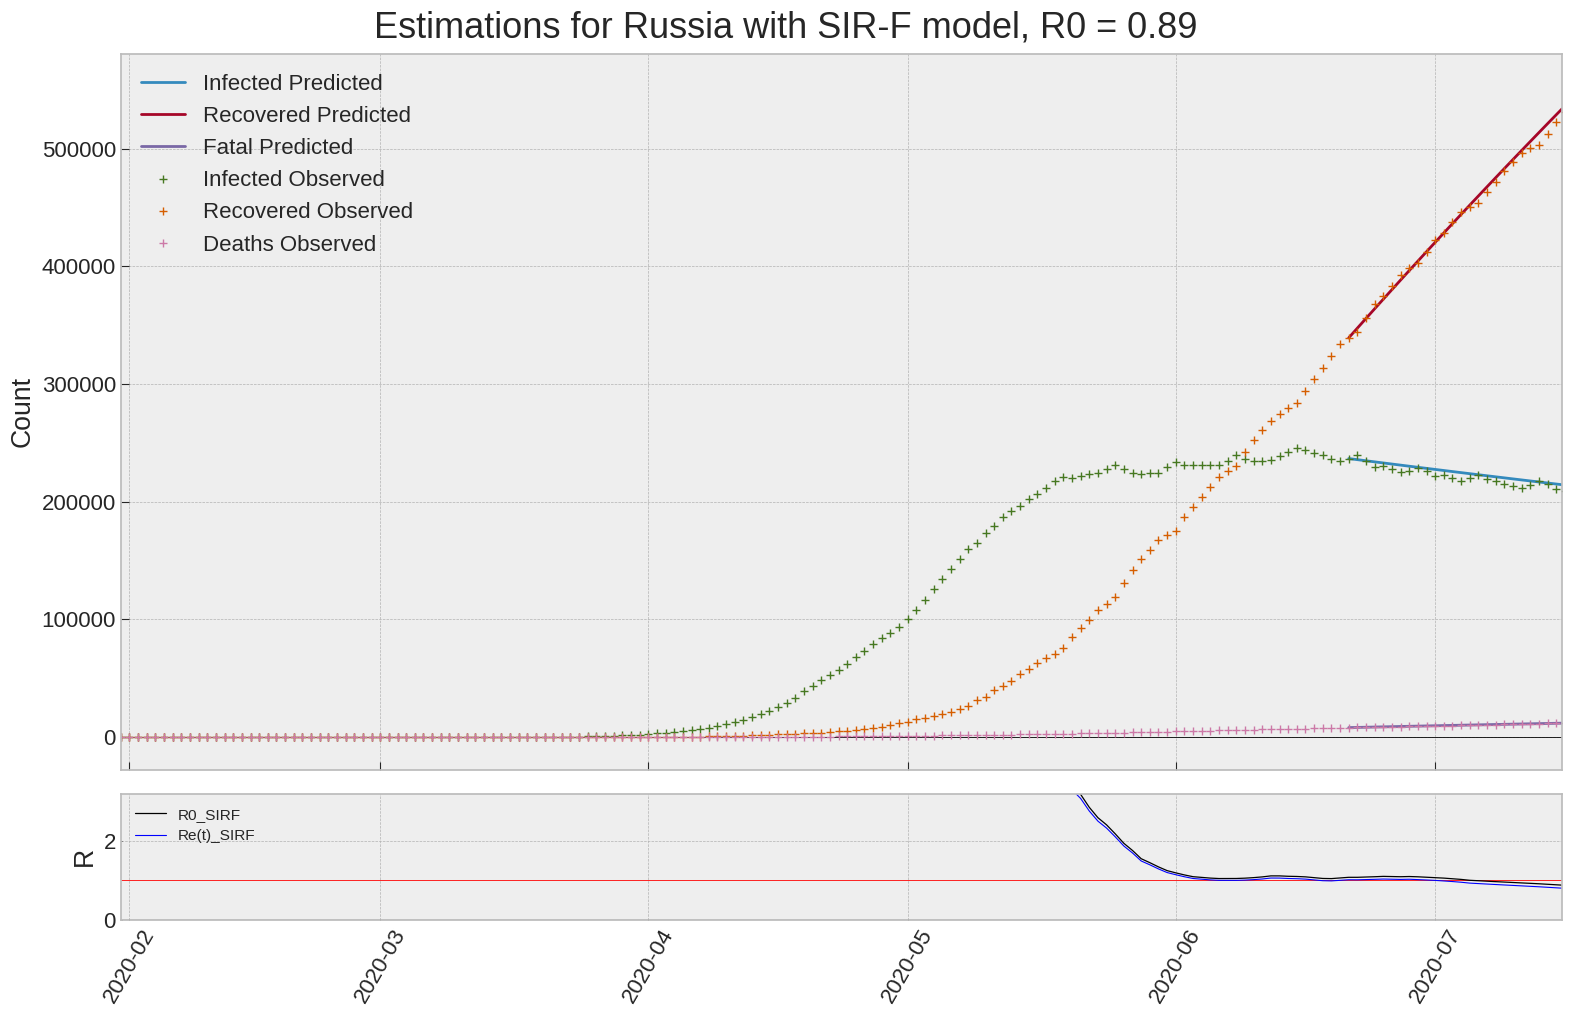 Estimations for Russia with SIR-F model, R0 = 0.89
Infected Predicted
Recovered Predicted
Fatal Predicted
Infected Observed
Recovered Observed
Deaths Observed
500000
400000
300000
200000
100000
0
Count
R0_SIRF
Re(t)_SIRF
2
0
R
2020-02
2020-03
2020-04
2020-05
2020-06
2020-07